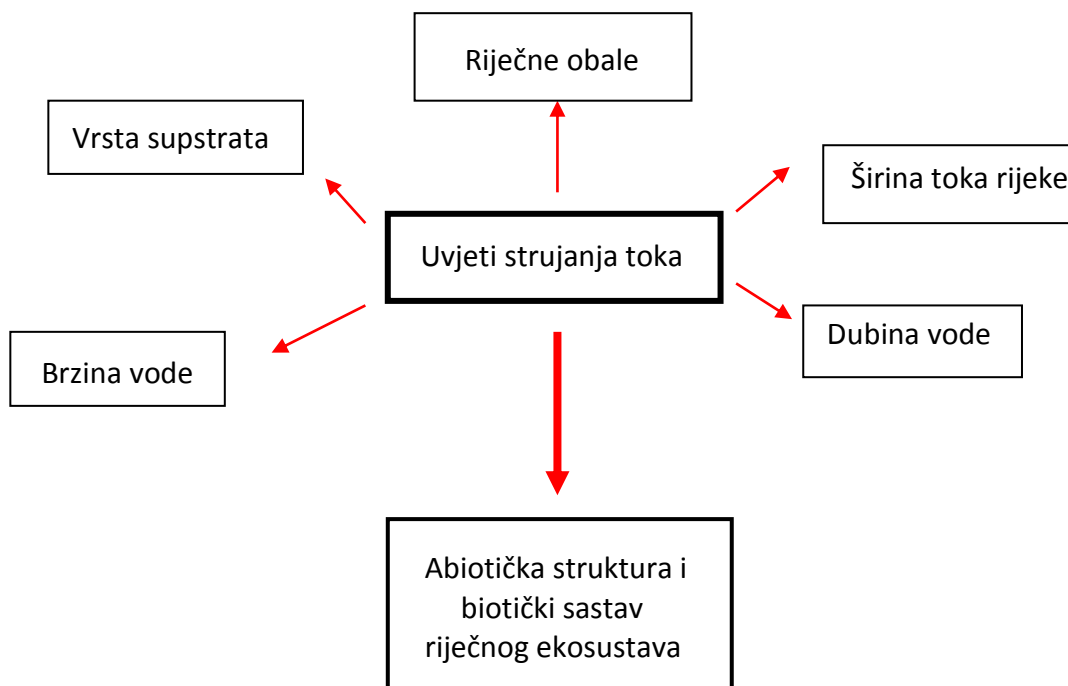 Riječne obale
Vrsta supstrata
Širina toka rijeke
Uvjeti strujanja toka
Dubina vode
Brzina vode
Abiotička struktura i
biotički sastav
riječnog ekosustava